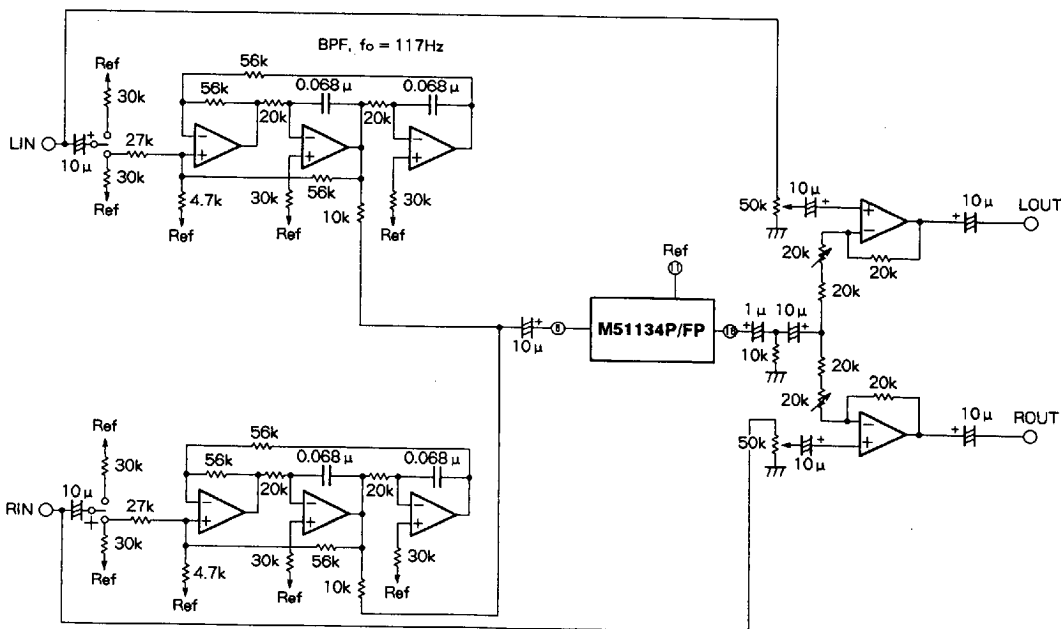 BPF, fo = 117Hz
56k
Ref
30k
56k
0.068μ
0.068μ
20k
20k
LIN
10μ
+
27k
−
+
−
+
−
+
30k
Ref
4.7k
Ref
30k
Ref
56k
10k
30k
Ref
50k
10μ
+
+
−
10μ
+
LOUT
20k
20k
20k
Ref
11
10μ
+
8
M51134P/FP
16
1μ
+
10μ
+
10k
20k
20k
20k
50k
10μ
+
−
+
10μ
+
ROUT
56k
Ref
30k
56k
0.068μ
0.068μ
20k
20k
RIN
10μ
+
27k
−
+
−
+
−
+
30k
Ref
4.7k
Ref
30k
Ref
56k
10k
30k
Ref